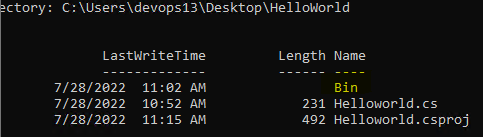 ectory: C:\Users\devops13\Desktop\HelloWorld
LastWriteTime Length Name
------------- ------ ----
7/28/2022 11:02 AM Bin
7/28/2022 10:52 AM 231 Helloworld.cs
7/28/2022 11:15 AM 492 Helloworld.csproj